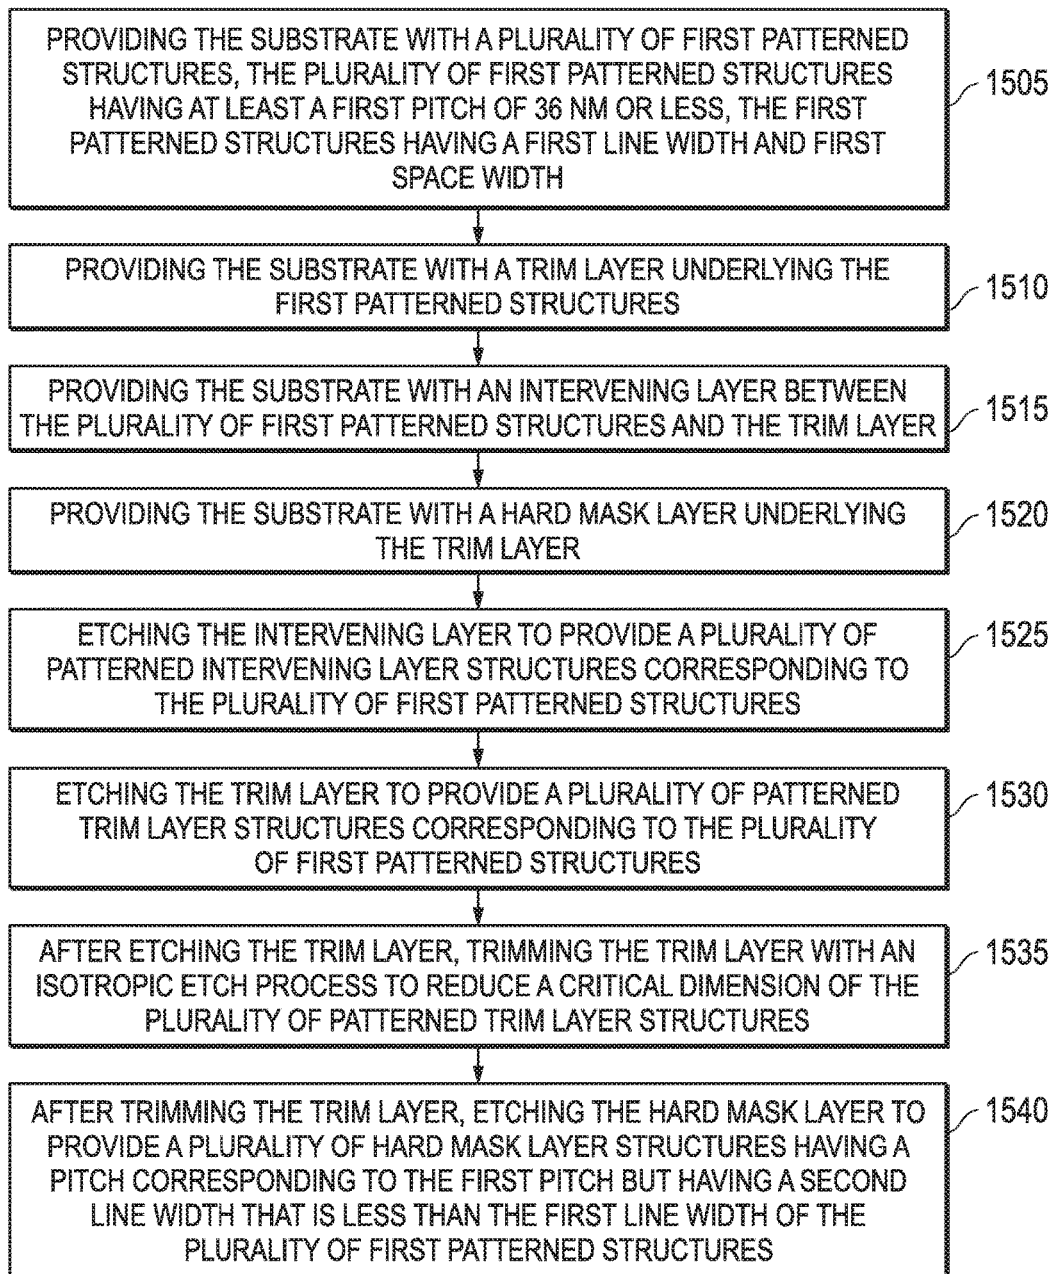 PROVIDING THE SUBSTRATE WITH A PLURALITY OF FIRST PATTERNED
STRUCTURES, THE PLURALITY OF FIRST PATTERNED STRUCTURES
HAVING AT LEAST A FIRST PITCH OF 36 NM OR LESS, THE FIRST
PATTERNED STRUCTURES HAVING A FIRST LINE WIDTH AND FIRST
SPACE WIDTH
1505
PROVIDING THE SUBSTRATE WITH A TRIM LAYER UNDERLYING THE
FIRST PATTERNED STRUCTURES
1510
PROVIDING THE SUBSTRATE WITH AN INTERVENING LAYER BETWEEN
THE PLURALITY OF FIRST PATTERNED STRUCTURES AND THE TRIM LAYER
1515
PROVIDING THE SUBSTRATE WITH A HARD MASK LAYER UNDERLYING
THE TRIM LAYER
1520
ETCHING THE INTERVENING LAYER TO PROVIDE A PLURALITY OF
PATTERNED INTERVENING LAYER STRUCTURES CORRESPONDING TO
THE PLURALITY OF FIRST PATTERNED STRUCTURES
1525
ETCHING THE TRIM LAYER TO PROVIDE A PLURALITY OF PATTERNED
TRIM LAYER STRUCTURES CORRESPONDING TO THE PLURALITY
OF FIRST PATTERNED STRUCTURES
1530
AFTER ETCHING THE TRIM LAYER, TRIMMING THE TRIM LAYER WITH AN
ISOTROPIC ETCH PROCESS TO REDUCE A CRITICAL DIMENSION OF THE
PLURALITY OF PATTERNED TRIM LAYER STRUCTURES
1535
AFTER TRIMMING THE TRIM LAYER, ETCHING THE HARD MASK LAYER TO
PROVIDE A PLURALITY OF HARD MASK LAYER STRUCTURES HAVING A
PITCH CORRESPONDING TO THE FIRST PITCH BUT HAVING A SECOND
LINE WIDTH THAT IS LESS THAN THE FIRST LINE WIDTH OF THE
PLURALITY OF FIRST PATTERNED STRUCTURES
1540